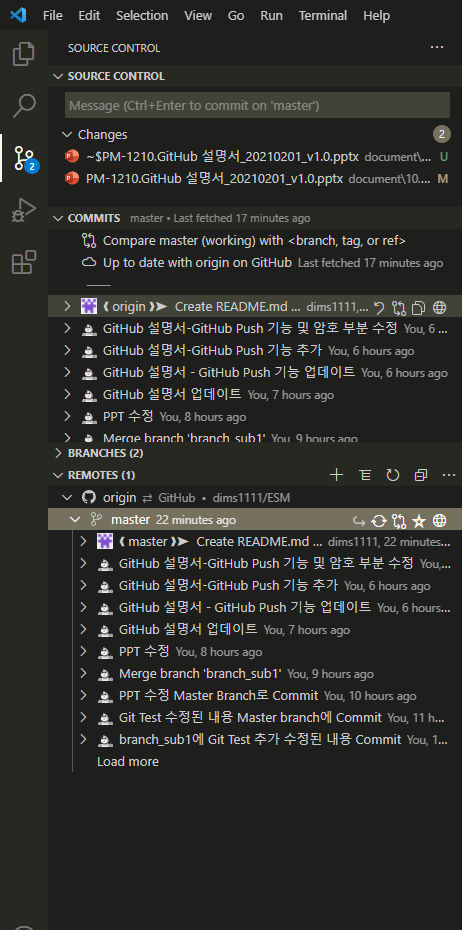 File Edit Selection View Go Run Terminal Help
SOURCE CONTROL ...
SOURCE CONTROL
Message (Ctrl+Enter to commit on 'master')
Changes 2
~$PM-1210.GitHub 설명서_20210201_v1.0.pptx document\... U
PM-1210.GitHub 설명서_20210201_v1.0.pptx document\10... M
COMMITS master • Last fetched 17 minutes ago
Compare master (working) with <branch, tag, or ref>
Up to date with origin on GitHub Last fetched 17 minutes ago
❰ origin ❱➤ Create README.md ... dims1111,...
GitHub 설명서-GitHub Push 기능 및 암호 부분 수정 You, 6 ...
GitHub 설명서-GitHub Push 기능 추가 You, 6 hours ago
GitHub 설명서 - GitHub Push 기능 업데이트 You, 6 hours ago
GitHub 설명서 업데이트 You, 7 hours ago
PPT 수정 You, 8 hours ago
Merge branch 'branch_sub1' You, 9 hours ago
BRANCHES (2)
REMOTES (1) ...
origin ⇄ GitHub • dims1111/ESM
master 22 minutes ago
❰ master ❱➤ Create README.md ... dims1111, 22 minutes...
GitHub 설명서-GitHub Push 기능 및 암호 부분 수정 You,...
GitHub 설명서-GitHub Push 기능 추가 You, 6 hours ago
GitHub 설명서 - GitHub Push 기능 업데이트 You, 6 hours...
GitHub 설명서 업데이트 You, 7 hours ago
PPT 수정 You, 8 hours ago
Merge branch 'branch_sub1' You, 9 hours ago
PPT 수정 Master Branch로 Commit You, 10 hours ago
Git Test 수정된 내용 Master branch에 Commit You, 11 h...
branch_sub1에 Git Test 추가 수정된 내용 Commit You, 1...
Load more
2